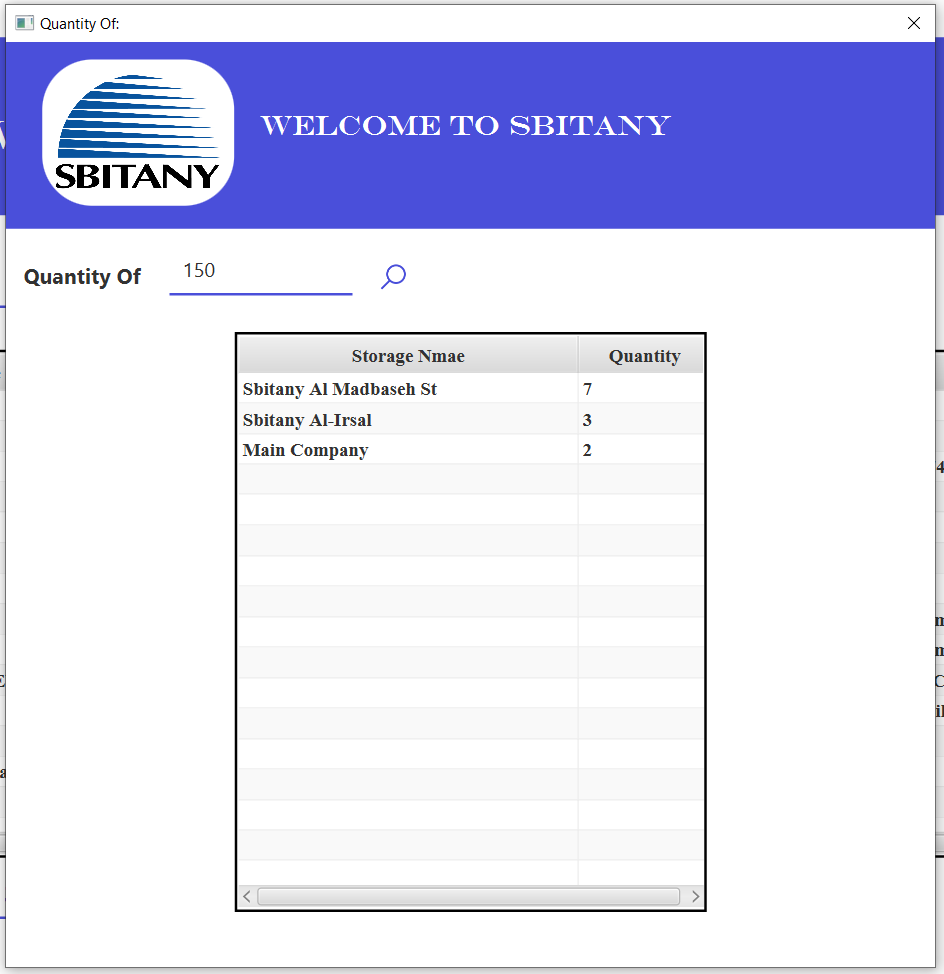 Quantity Of:
SBITANY
WELCOME TO SBITANY
Quantity Of 150
Storage Nmae Quantity
Sbitany Al Madbaseh St 7
Sbitany Al-Irsal 3
Main Company 2